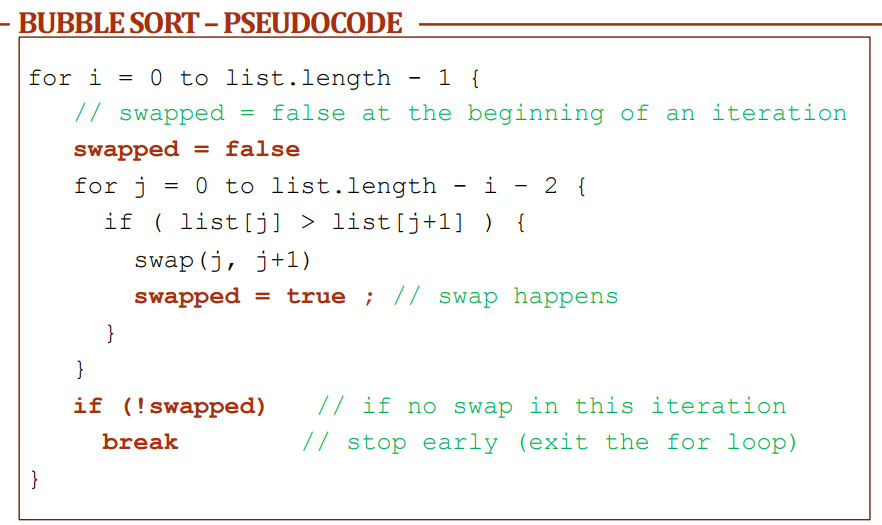 BUBBLE SORT – PSEUDOCODE
for i = 0 to list.length - 1 {
// swapped = false at the beginning of an iteration
swapped = false
for j = 0 to list.length - i – 2 {
if ( list[j] > list[j+1] ) {
swap(j, j+1)
swapped = true ; // swap happens
}
}
if (!swapped) // if no swap in this iteration
break // stop early (exit the for loop)
}